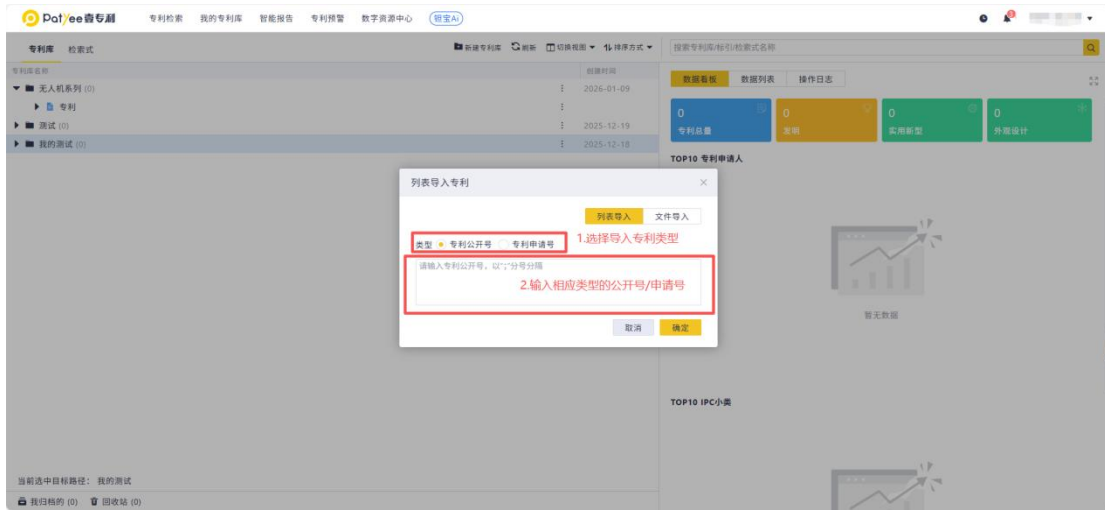 Patyee壹专利 专利检索 我的专利库 智能报告 专利预警 数字资源中心 (钳宝Ai) 3
专利库 检索式 新建专利库 刷新 切换视图 排序方式 搜索专利库/标引/检索式名称
专利库名称 创建时间
无人机系列 (0) 2026-01-09
数据看板 数据列表 操作日志
专利
测试 (0) 2025-12-19
我的测试 (0) 2025-12-18
0 0 0 0
专利总量 发明 实用新型 外观设计
TOP10 专利申请人
列表导入专利
列表导入 文件导入
类型 专利公开号 专利申请号 1.选择导入专利类型
请输入专利公开号，以";"分号分隔
2.输入相应类型的公开号/申请号
取消 确定
暂无数据
TOP10 IPC小类
当前选中目标路径： 我的测试
我归档的 (0) 回收站 (0)